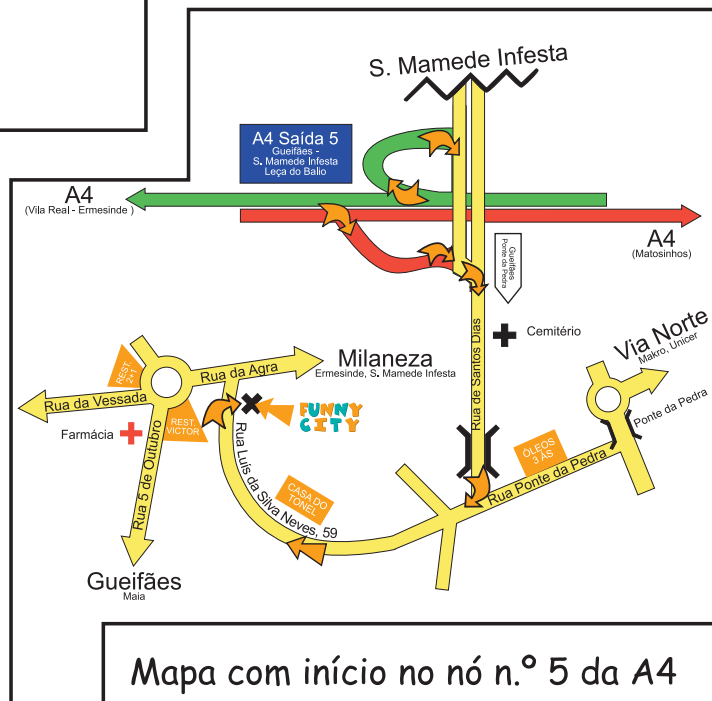 S. Mamede Infesta
A4 Saída 5
Gueifães -
S. Mamede Infesta
Leça do Balio
A4
(Vila Real - Ermesinde )
A4
(Matosinhos)
Gueifães
Ponte da Pedra
Rua de Santos Dias
Cemitério
Via Norte
Makro, Unicer
Ponte da Pedra
Milaneza
Ermesinde, S. Mamede Infesta
Rua da Agra
REST.
2+1
Rua da Vessada
REST.
VICTOR
Farmácia
Rua 5 de Outubro
FUNNY
CITY
Rua Luís da Silva Neves, 59
CASA DO
TONEL
ÓLEOS
3 ÁS
Rua Ponte da Pedra
Gueifães
Maia
Mapa com início no nó n.º 5 da A4